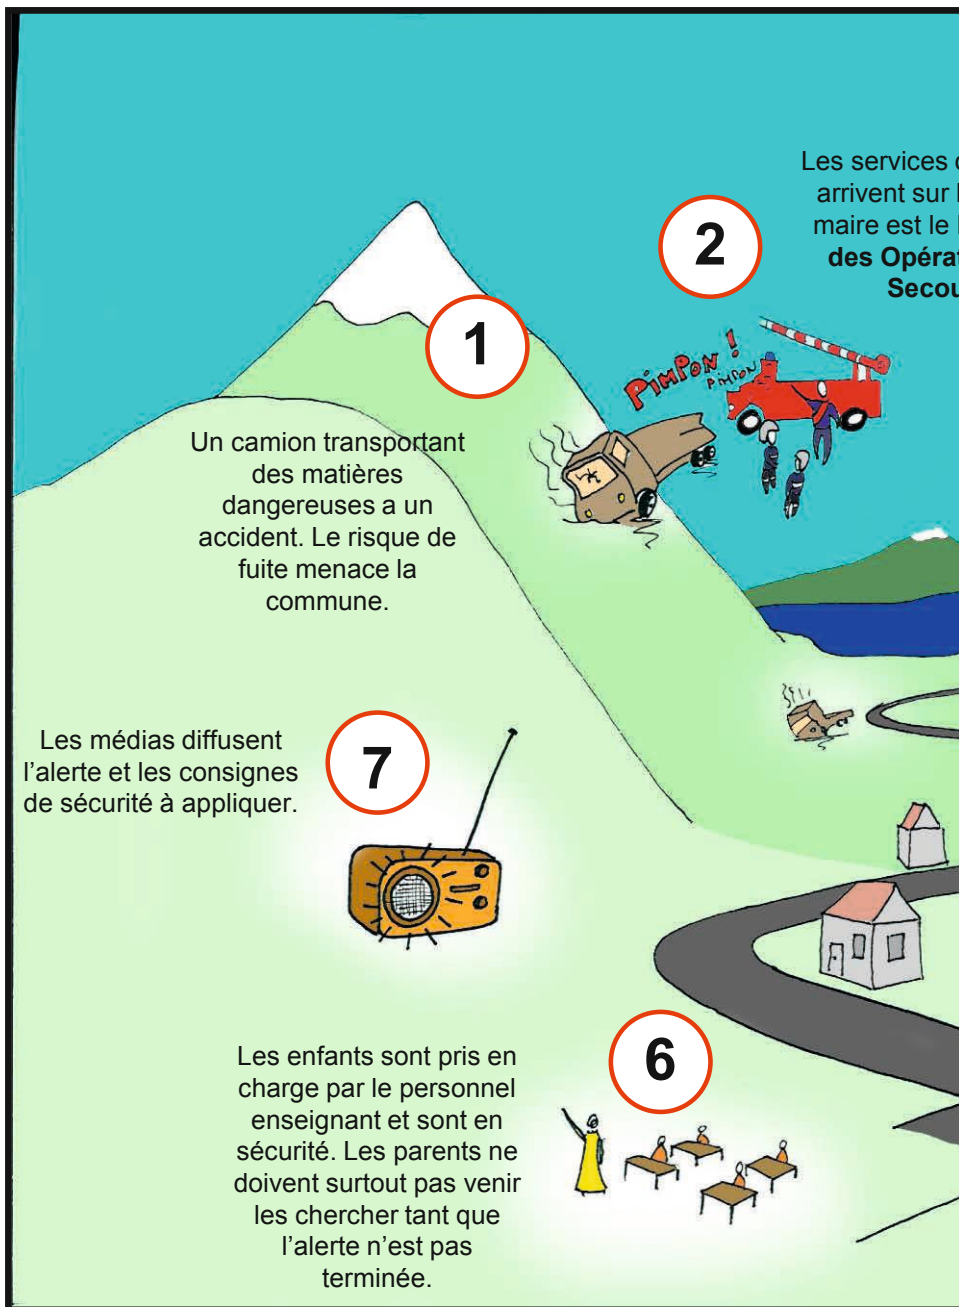 1
Un camion transportant
des matières
dangereuses a un
accident. Le risque de
fuite menace la
commune.
2
Les services
arrivent sur
maire est le
des
Secou
PIMPON !
PIMPON
7
Les médias diffusent
l'alerte et les consignes
de sécurité à appliquer.
6
Les enfants sont pris en
charge par le personnel
enseignant et sont en
sécurité. Les parents ne
doivent surtout pas venir
les chercher tant que
l'alerte n'est pas
terminée.